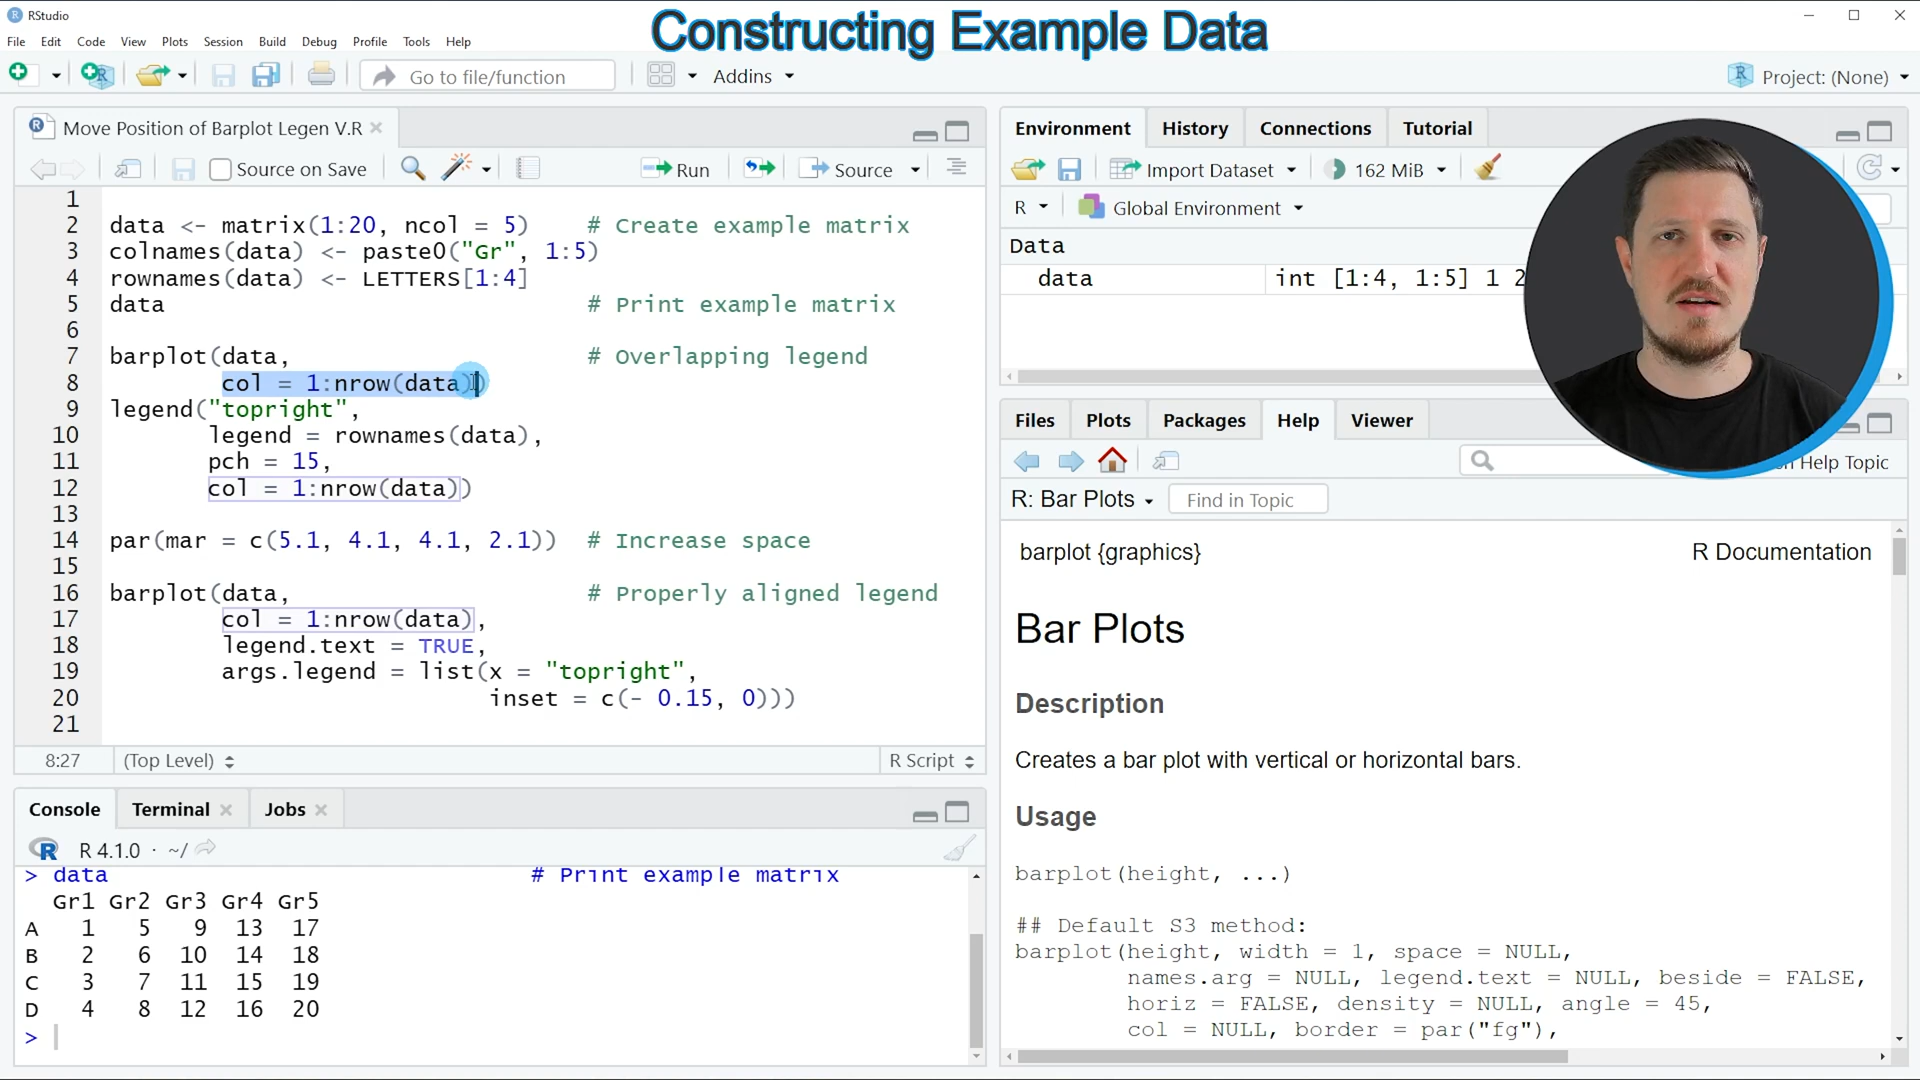 RStudio
Constructing Example Data
File Edit Code View Plots Session Build Debug Profile Tools Help
Go to file/function
Addins
Project: (None)
Move Position of Barplot Legen V.R
Source on Save
Run
Source
1
2 data <- matrix(1:20, ncol = 5) # Create example matrix
3 colnames(data) <- paste0("Gr", 1:5)
4 rownames(data) <- LETTERS[1:4]
5 data # Print example matrix
6
7 barplot(data, # Overlapping legend
8 col = 1:nrow(data))
9 legend("topright",
10 legend = rownames(data),
11 pch = 15,
12 col = 1:nrow(data))
13
14 par(mar = c(5.1, 4.1, 4.1, 2.1)) # Increase space
15
16 barplot(data, # Properly aligned legend
17 col = 1:nrow(data),
18 legend.text = TRUE,
19 args.legend = list(x = "topright",
20 inset = c(- 0.15, 0)))
21
8:27 (Top Level) R Script
Console Terminal Jobs
R 4.1.0 · ~/
> data # Print example matrix
Gr1 Gr2 Gr3 Gr4 Gr5
A 1 5 9 13 17
B 2 6 10 14 18
C 3 7 11 15 19
D 4 8 12 16 20
>
Environment History Connections Tutorial
Import Dataset 162 MiB
R Global Environment
Data
data int [1:4, 1:5] 1 2
Files Plots Packages Help Viewer
Help Topic
R: Bar Plots Find in Topic
barplot {graphics} R Documentation
Bar Plots
Description
Creates a bar plot with vertical or horizontal bars.
Usage
barplot(height, ...)
## Default S3 method:
barplot(height, width = 1, space = NULL,
names.arg = NULL, legend.text = NULL, beside = FALSE,
horiz = FALSE, density = NULL, angle = 45,
col = NULL, border = par("fg"),